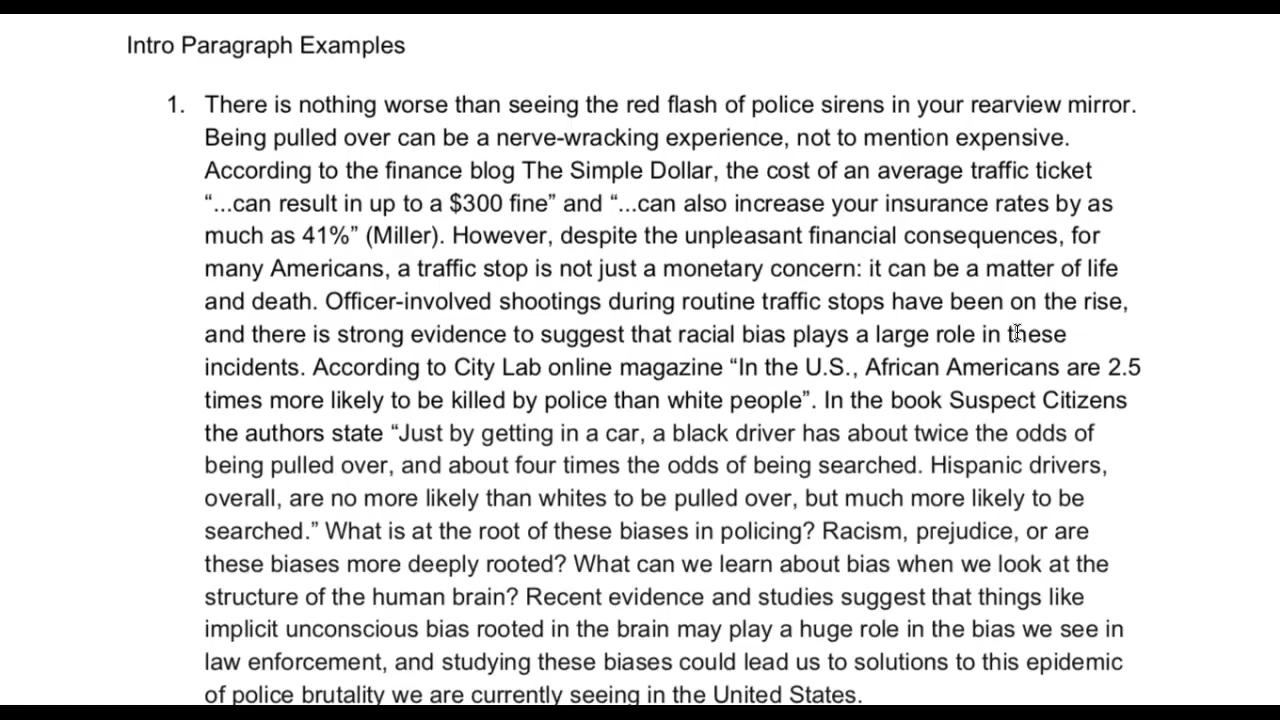 Intro Paragraph Examples
1. There is nothing worse than seeing the red flash of police sirens in your rearview mirror.
Being pulled over can be a nerve-wracking experience, not to mention expensive.
According to the finance blog The Simple Dollar, the cost of an average traffic ticket
“...can result in up to a $300 fine” and “...can also increase your insurance rates by as
much as 41%” (Miller). However, despite the unpleasant financial consequences, for
many Americans, a traffic stop is not just a monetary concern: it can be a matter of life
and death. Officer-involved shootings during routine traffic stops have been on the rise,
and there is strong evidence to suggest that racial bias plays a large role in these
incidents. According to City Lab online magazine “In the U.S., African Americans are 2.5
times more likely to be killed by police than white people”. In the book Suspect Citizens
the authors state “Just by getting in a car, a black driver has about twice the odds of
being pulled over, and about four times the odds of being searched. Hispanic drivers,
overall, are no more likely than whites to be pulled over, but much more likely to be
searched.” What is at the root of these biases in policing? Racism, prejudice, or are
these biases more deeply rooted? What can we learn about bias when we look at the
structure of the human brain? Recent evidence and studies suggest that things like
implicit unconscious bias rooted in the brain may play a huge role in the bias we see in
law enforcement, and studying these biases could lead us to solutions to this epidemic
of police brutality we are currently seeing in the United States.